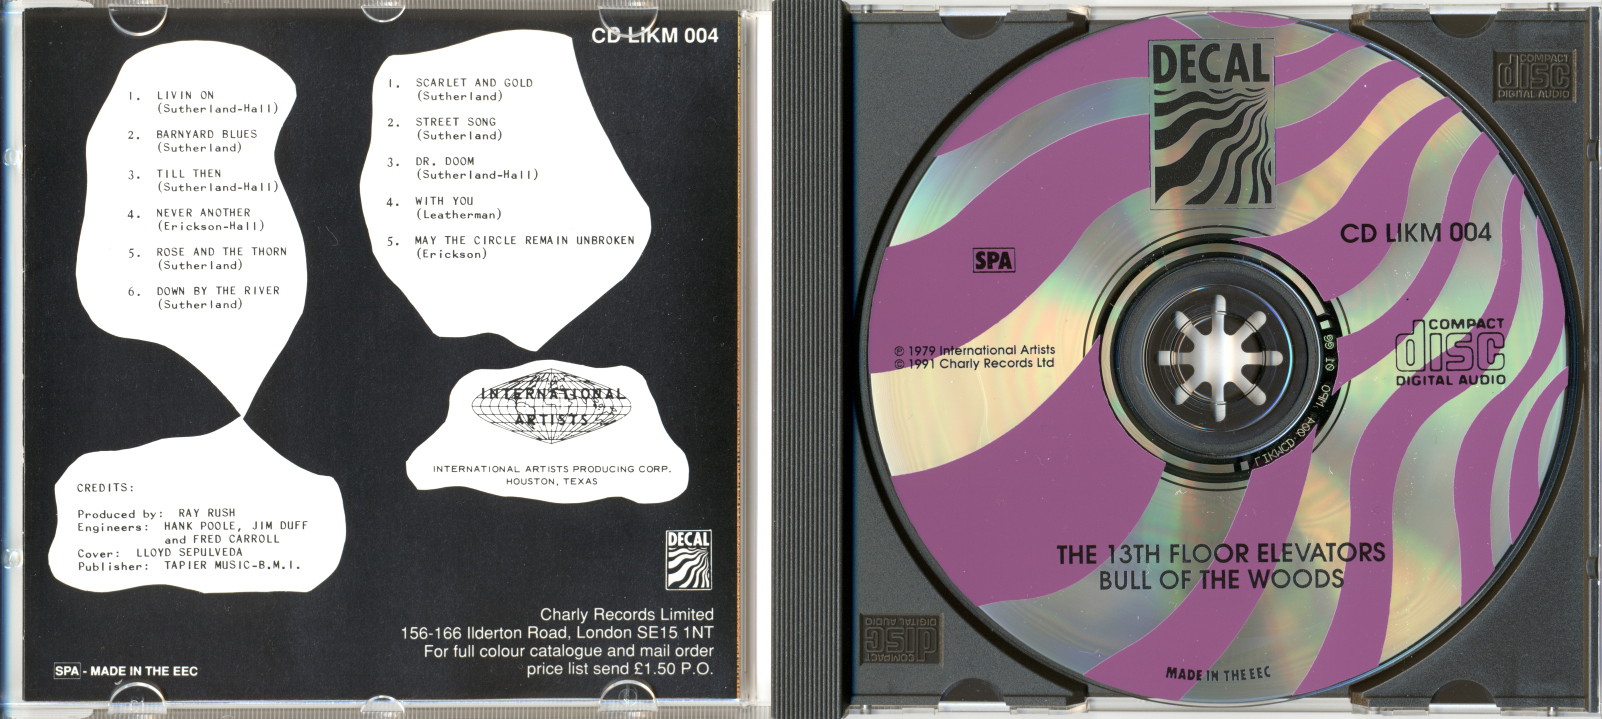 CD LIKM 004
1. LIVIN ON
(Sutherland-Hall)
2. BARNYARD BLUES
(Sutherland)
3. TILL THEN
(Sutherland-Hall)
4. NEVER ANOTHER
(Erickson-Hall)
5. ROSE AND THE THORN
(Sutherland)
6. DOWN BY THE RIVER
(Sutherland)
1. SCARLET AND GOLD
(Sutherland)
2. STREET SONG
(Sutherland)
3. DR. DOOM
(Sutherland-Hall)
4. WITH YOU
(Leatherman)
5. MAY THE CIRCLE REMAIN UNBROKEN
(Erickson)
INTERNATIONAL
ARTISTS
INTERNATIONAL ARTISTS PRODUCING CORP.
HOUSTON, TEXAS
CREDITS:
Produced by: RAY RUSH
Engineers: HANK POOLE, JIM DUFF
and FRED CARROLL
Cover: LLOYD SEPULVEDA
Publisher: TAPIER MUSIC-B.M.I.
DECAL
Charly Records Limited
156-166 Ilderton Road, London SE15 1NT
For full colour catalogue and mail order
price list send £1.50 P.O.
SPA - MADE IN THE EEC
DECAL
CD LIKM 004
SPA
℗ 1979 International Artists
© 1991 Charly Records Ltd
COMPACT
disc
DIGITAL AUDIO
THE 13TH FLOOR ELEVATORS
BULL OF THE WOODS
MADE IN THE EEC
COMPACT
disc
DIGITAL AUDIO
COMPACT
disc
DIGITAL AUDIO